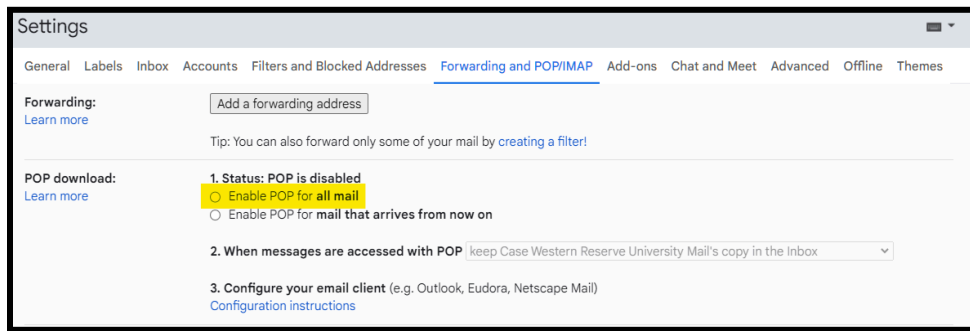 Settings
General Labels Inbox Accounts Filters and Blocked Addresses Forwarding and POP/IMAP Add-ons Chat and Meet Advanced Offline Themes
Forwarding: Add a forwarding address
Learn more
Tip: You can also forward only some of your mail by creating a filter!
POP download: 1. Status: POP is disabled
Learn more Enable POP for all mail
Enable POP for mail that arrives from now on
2. When messages are accessed with POP keep Case Western Reserve University Mail's copy in the Inbox
3. Configure your email client (e.g. Outlook, Eudora, Netscape Mail)
Configuration instructions